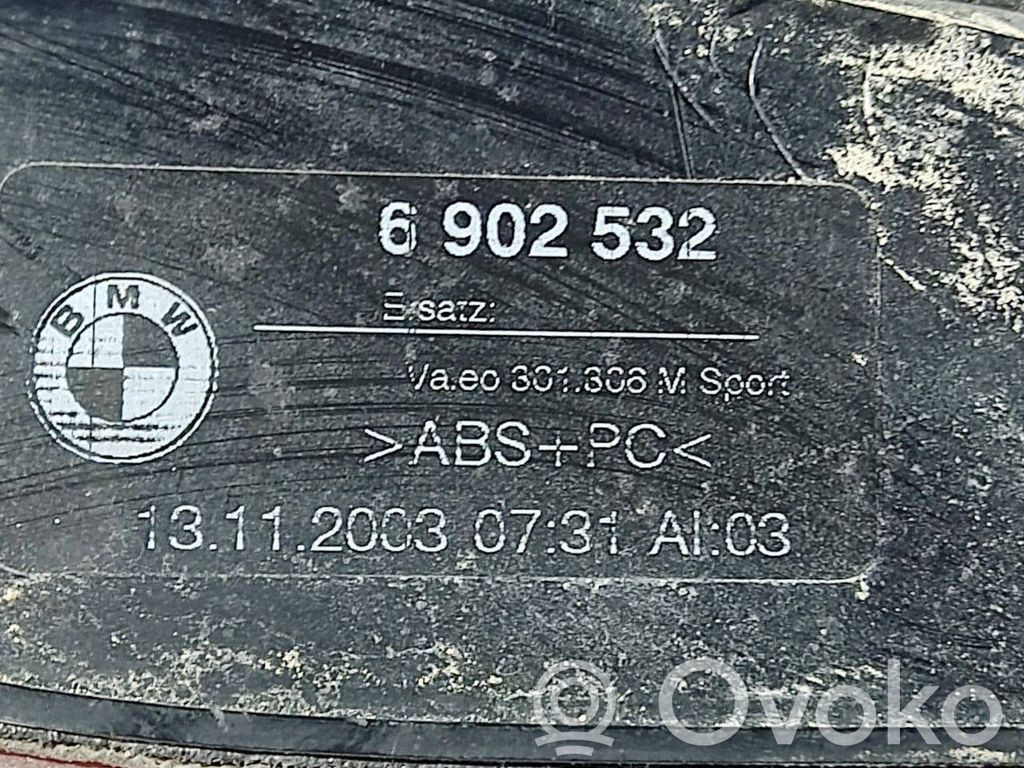 6 902 532
BMW
Ersatz:
Valeo 301.306 M Sport
>ABS+PC<
13.11.2003 07:31 AI:03
Ovoko